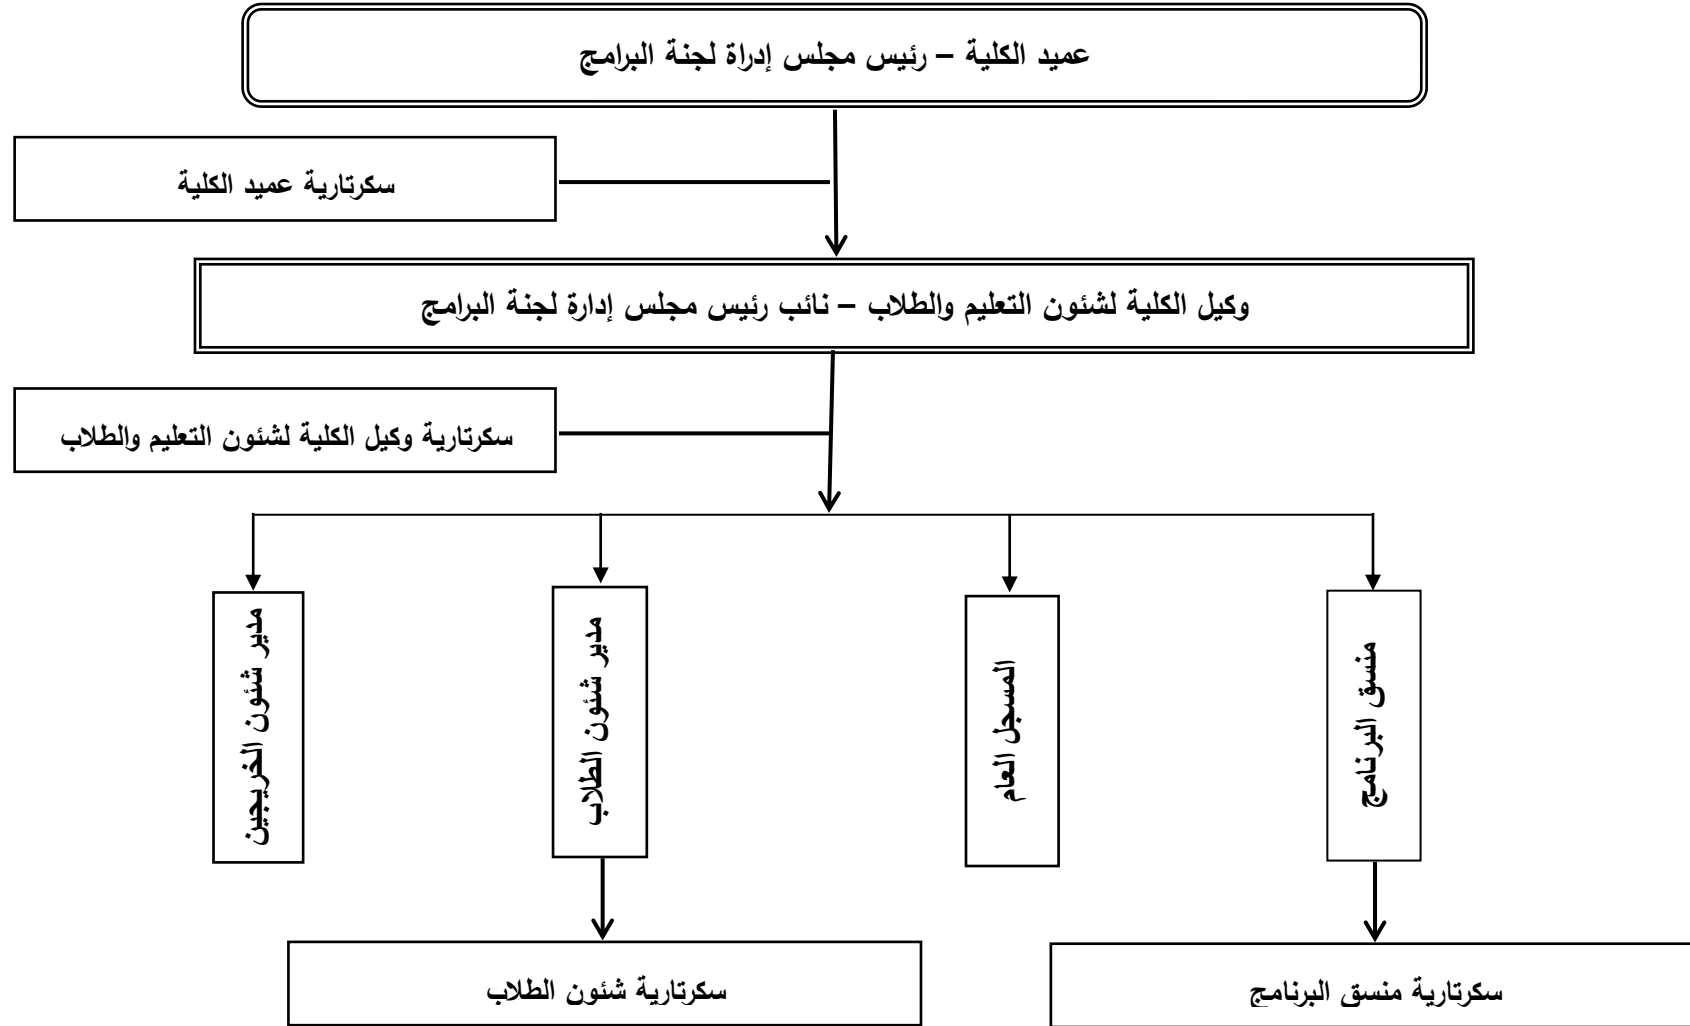 عميد الكلية – رئيس مجلس إدراة لجنة البرامج
سكرتارية عميد الكلية
وكيل الكلية لشئون التعليم والطلاب – نائب رئيس مجلس إدارة لجنة البرامج
سكرتارية وكيل الكلية لشئون التعليم والطلاب
منسق البرنامج
المسجل العام
مدير شئون الطلاب
مدير شئون الخريجين
سكرتارية منسق البرنامج
سكرتارية شئون الطلاب